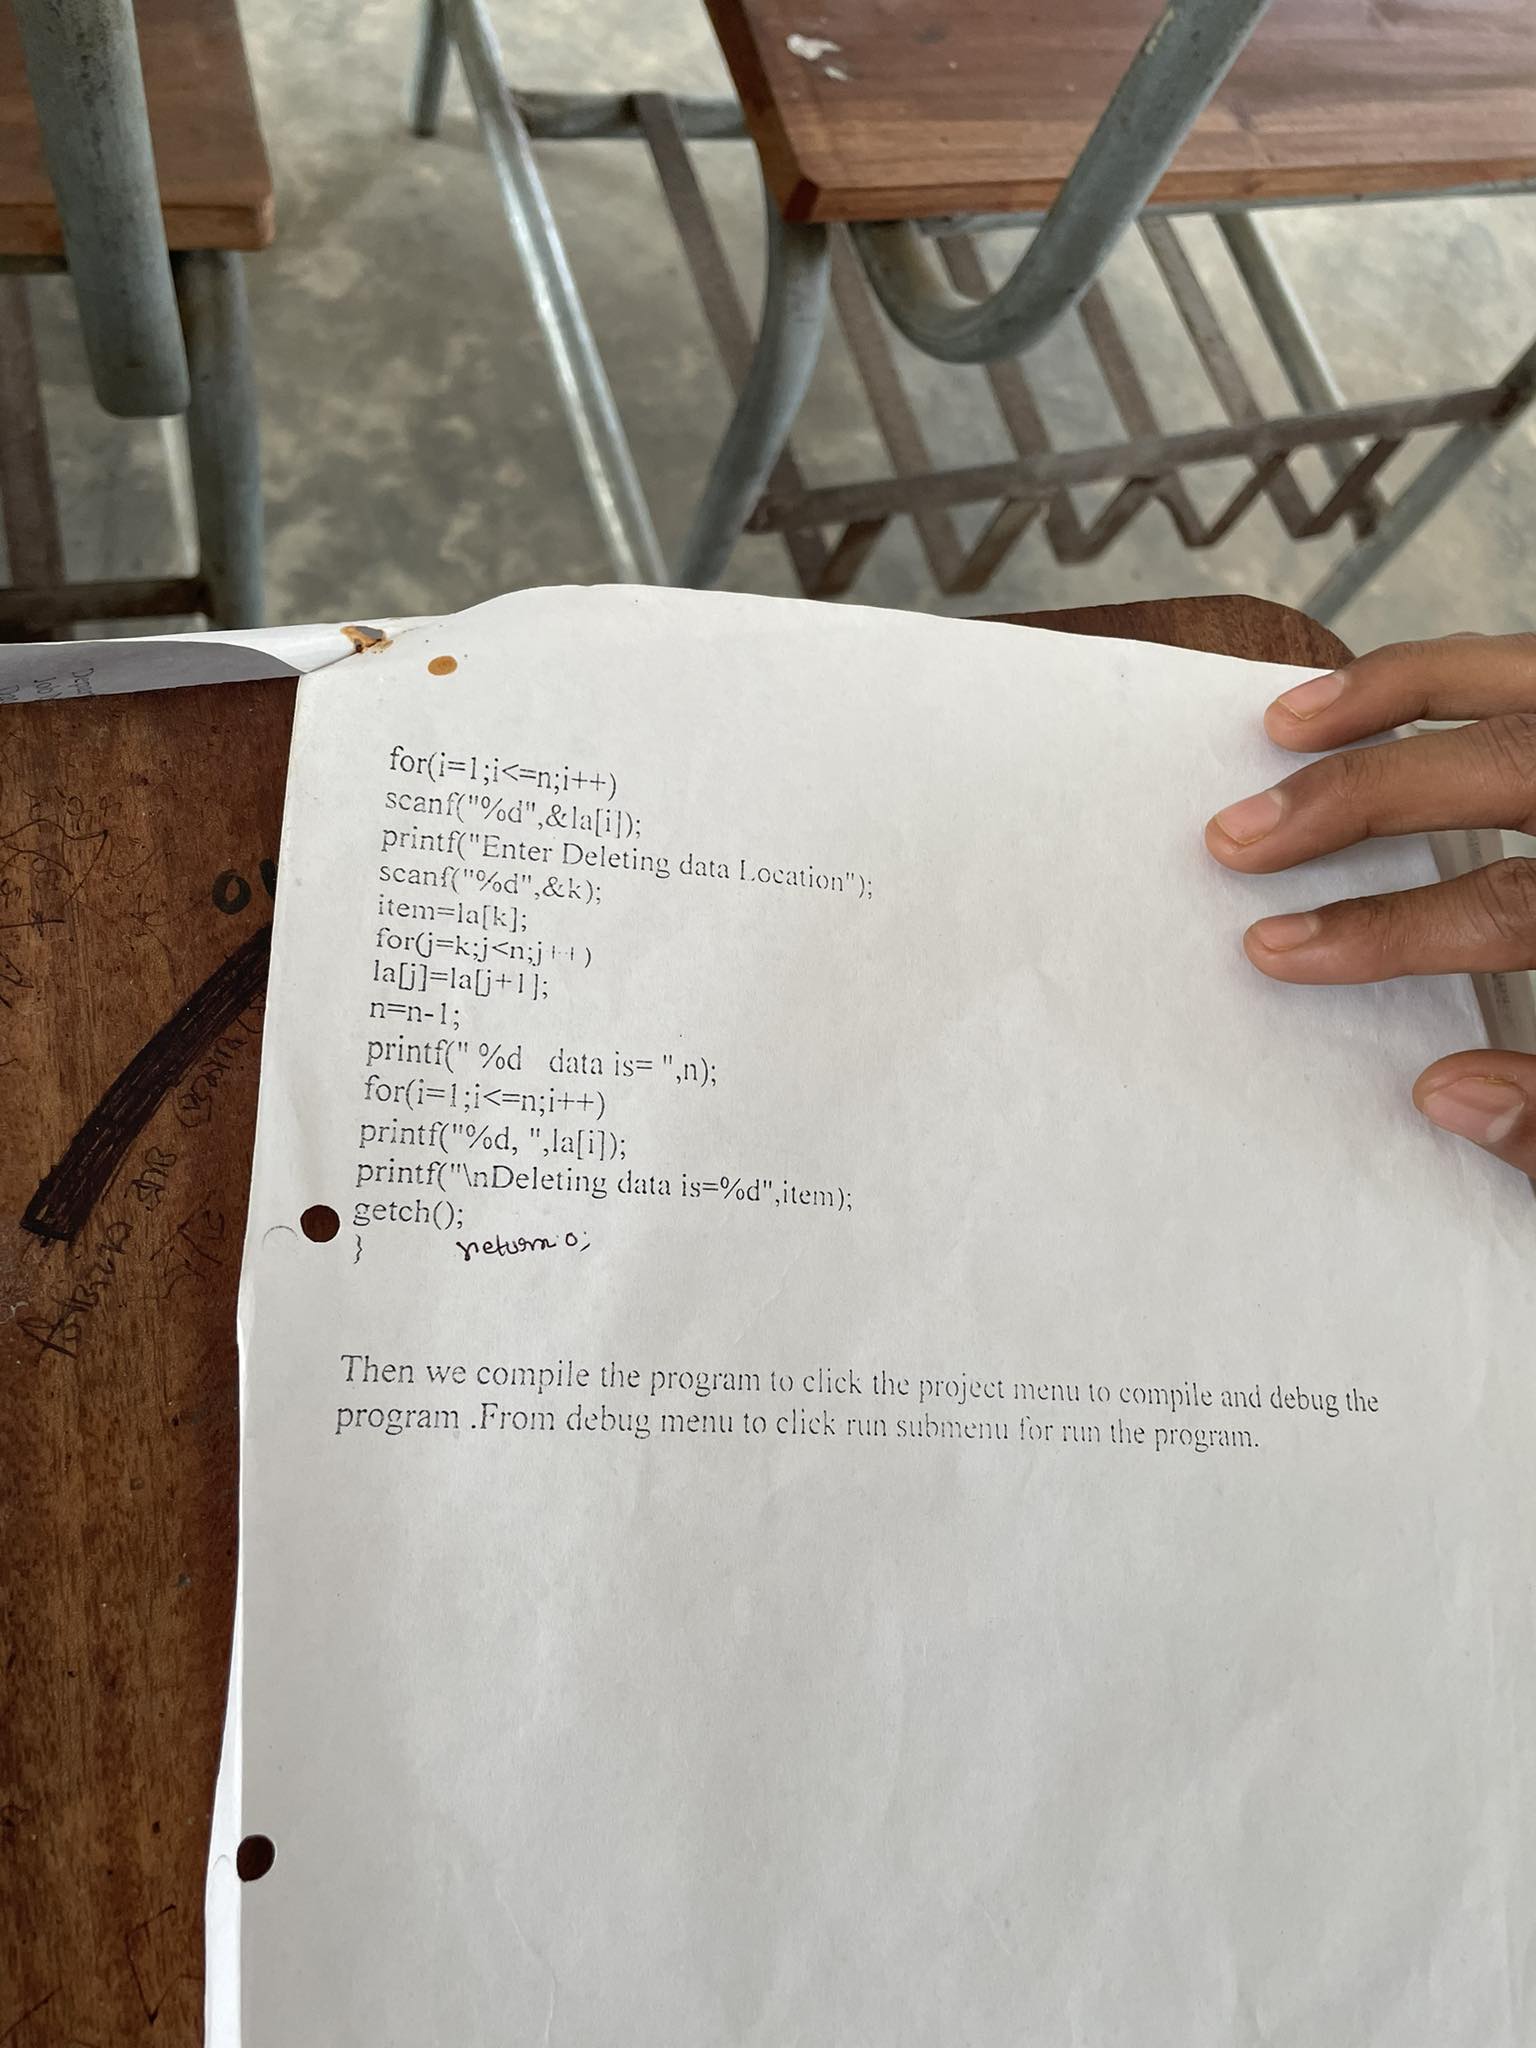 for(i=1;i<=n;i++)
scanf("%d",&la[i]);
printf("Enter Deleting data Location");
scanf("%d",&k);
item=la[k];
for(j=k;j<n;j++)
la[j]=la[j+1];
n=n-1;
printf(" %d   data is= ",n);
for(i=1;i<=n;i++)
printf("%d, ",la[i]);
printf("\nDeleting data is=%d",item);
getch();
}          return 0;
Then we compile the program to click the project menu to compile and debug the
program .From debug menu to click run submenu for run the program.